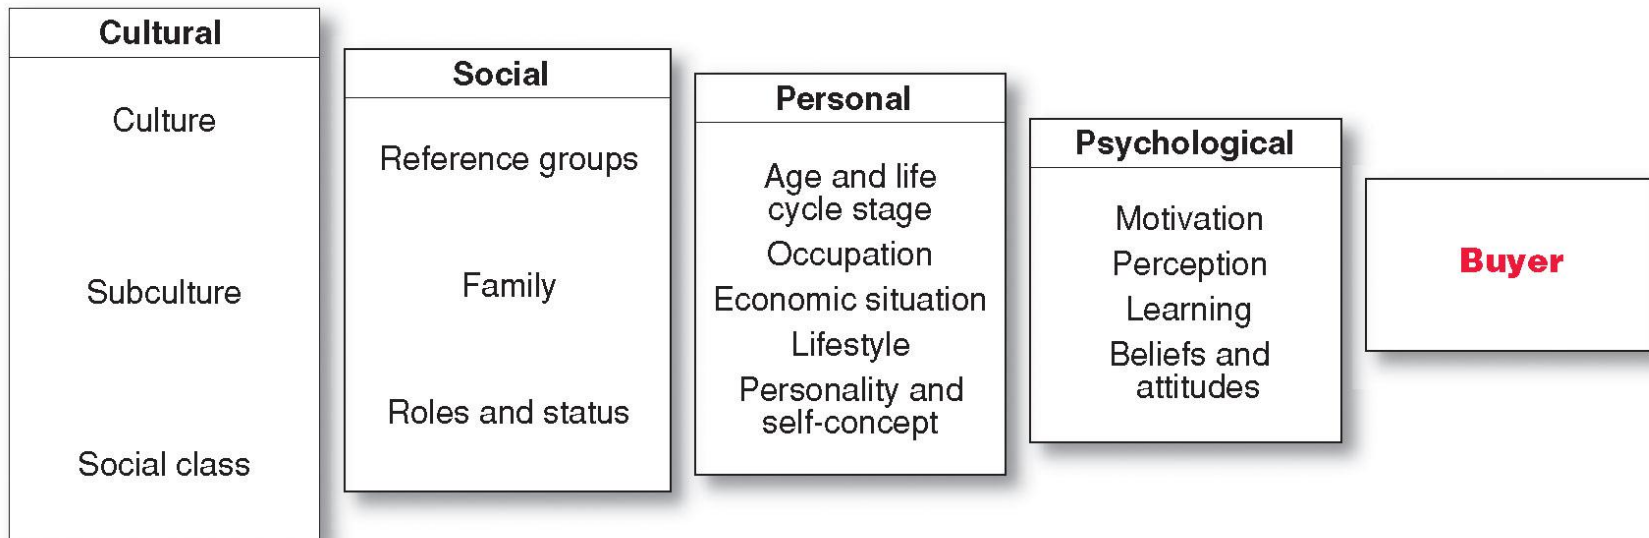 Cultural
Culture
Subculture
Social class
Social
Reference groups
Family
Roles and status
Personal
Age and life
cycle stage
Occupation
Economic situation
Lifestyle
Personality and
self-concept
Psychological
Motivation
Perception
Learning
Beliefs and
attitudes
Buyer